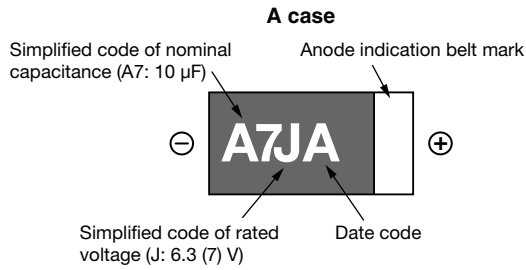 A case
Simplified code of nominal
capacitance (A7: 10 µF)
Anode indication belt mark
⊖ A7JA ⊕
Simplified code of rated
voltage (J: 6.3 (7) V)
Date code